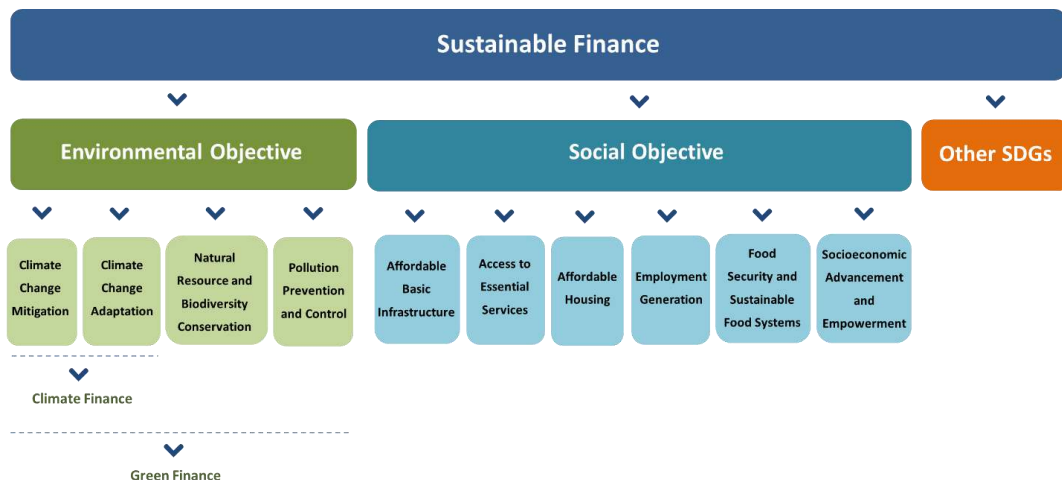 Sustainable Finance
Environmental Objective
Social Objective
Other SDGs
Climate
Change
Mitigation
Climate
Change
Adaptation
Natural
Resource and
Biodiversity
Conservation
Pollution
Prevention
and Control
Affordable
Basic
Infrastructure
Access to
Essential
Services
Affordable
Housing
Employment
Generation
Food
Security and
Sustainable
Food Systems
Socioeconomic
Advancement
and
Empowerment
Climate Finance
Green Finance